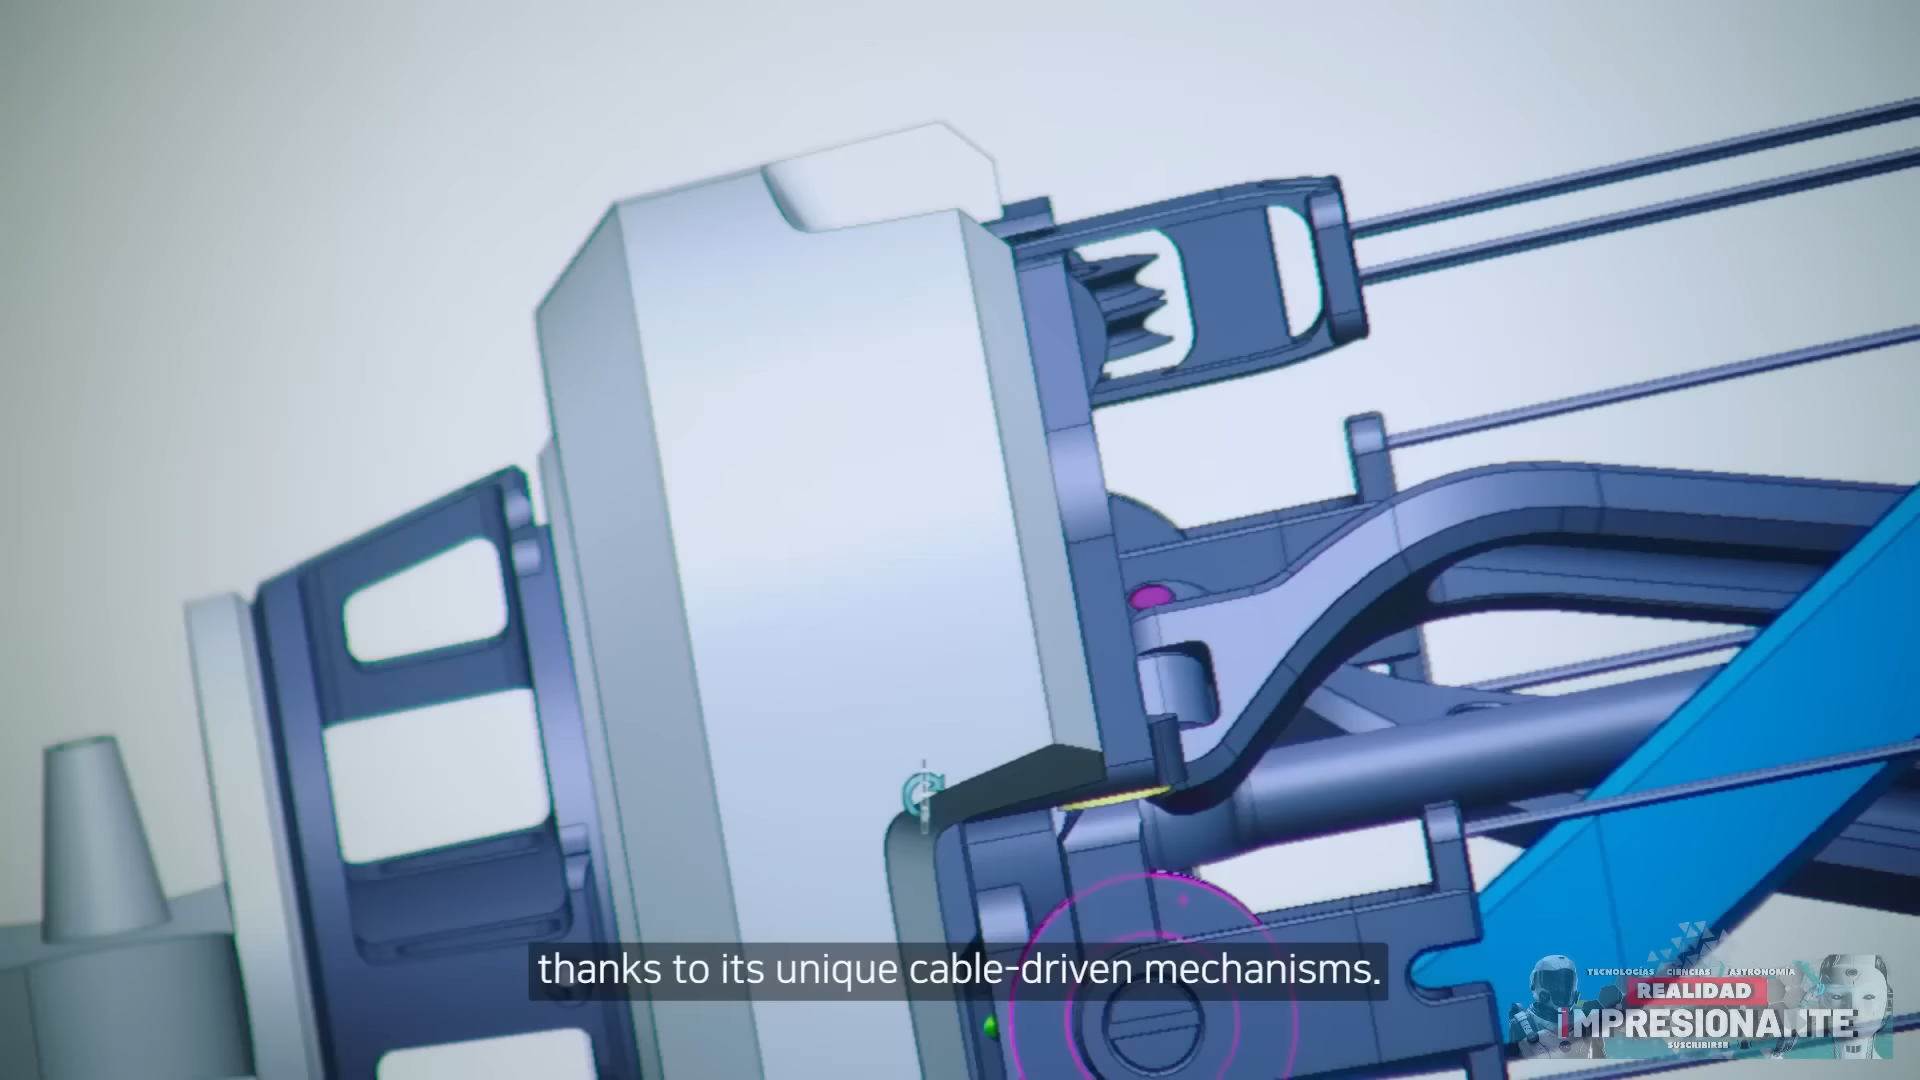 thanks to its unique cable-driven mechanisms.
TECNOLOGÍAS CIENCIAS ASTRONOMÍA
REALIDAD
IMPRESIONANTE
SUSCRIBIRSE